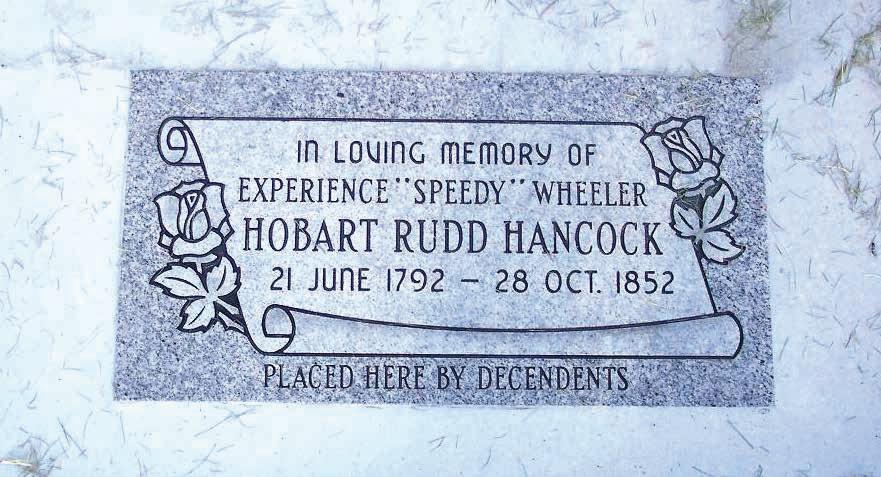 IN LOVING MEMORY OF
EXPERIENCE "SPEEDY" WHEELER
HOBART RUDD HANCOCK
21 JUNE 1792 – 28 OCT. 1852
PLACED HERE BY DECENDENTS